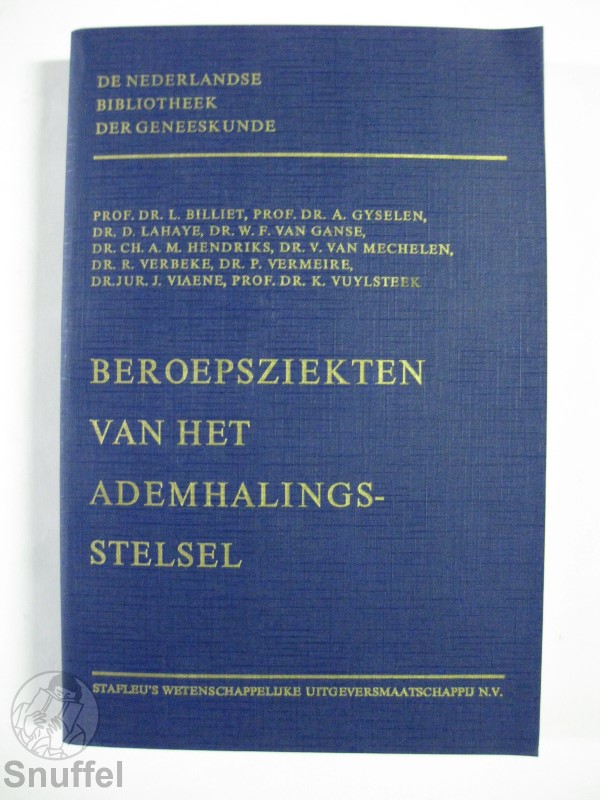 DE NEDERLANDSE
BIBLIOTHEEK
DER GENEESKUNDE
PROF. DR. L. BILLIET, PROF. DR. A. GYSELEN,
DR. D. LAHAYE, DR. W. F. VAN GANSE,
DR. CH. A. M. HENDRIKS, DR. V. VAN MECHELEN,
DR. R. VERBEKE, DR. P. VERMEIRE,
DR. JUR. J. VIAENE, PROF. DR. K. VUYLSTEEK
BEROEPSZIEKTEN
VAN HET
ADEMHALINGS-
STELSEL
STAFLEU'S WETENSCHAPPELIJKE UITGEVERSMAATSCHAPPIJ N.V.
Snuffel